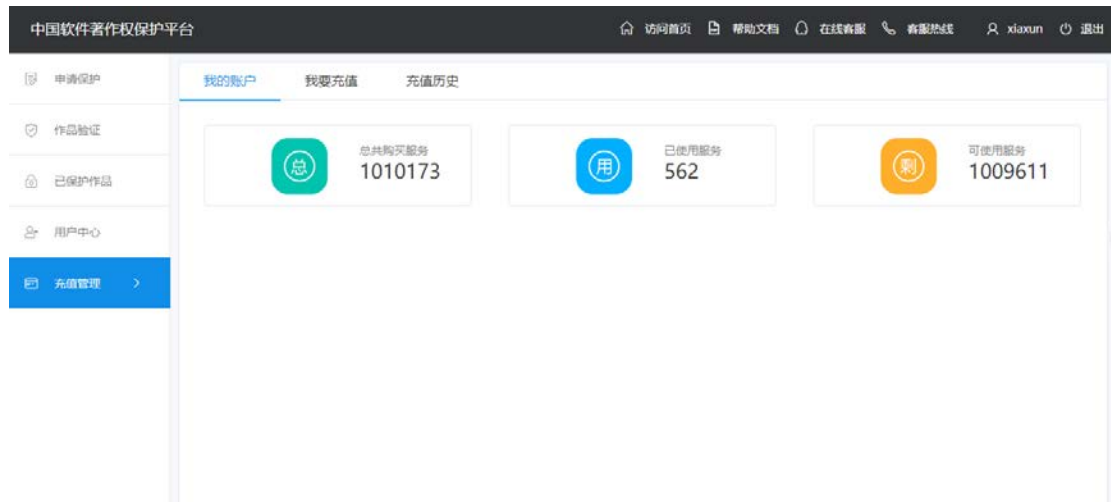 中国软件著作权保护平台
访问首页 帮助文档 在线客服 客服热线 xiaxun 退出
申请保护
作品验证
已保护作品
用户中心
充值管理
我的账户 我要充值 充值历史
总
总共购买服务
1010173
用
已使用服务
562
剩
可使用服务
1009611